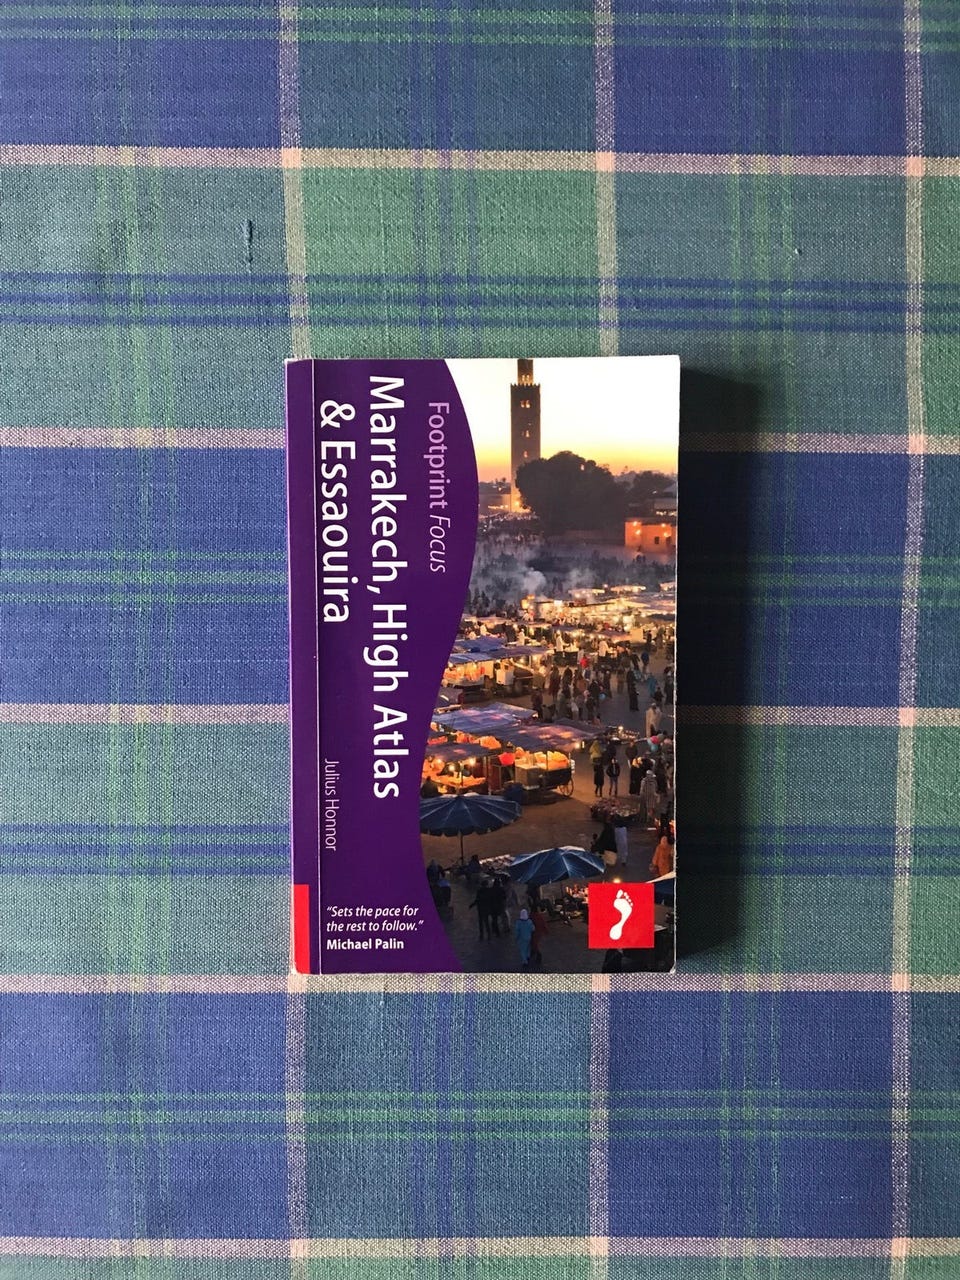 Footprint Focus
Marrakech, High Atlas
& Essaouira
Julius Honnor
“Sets the pace for
the rest to follow.”
Michael Palin